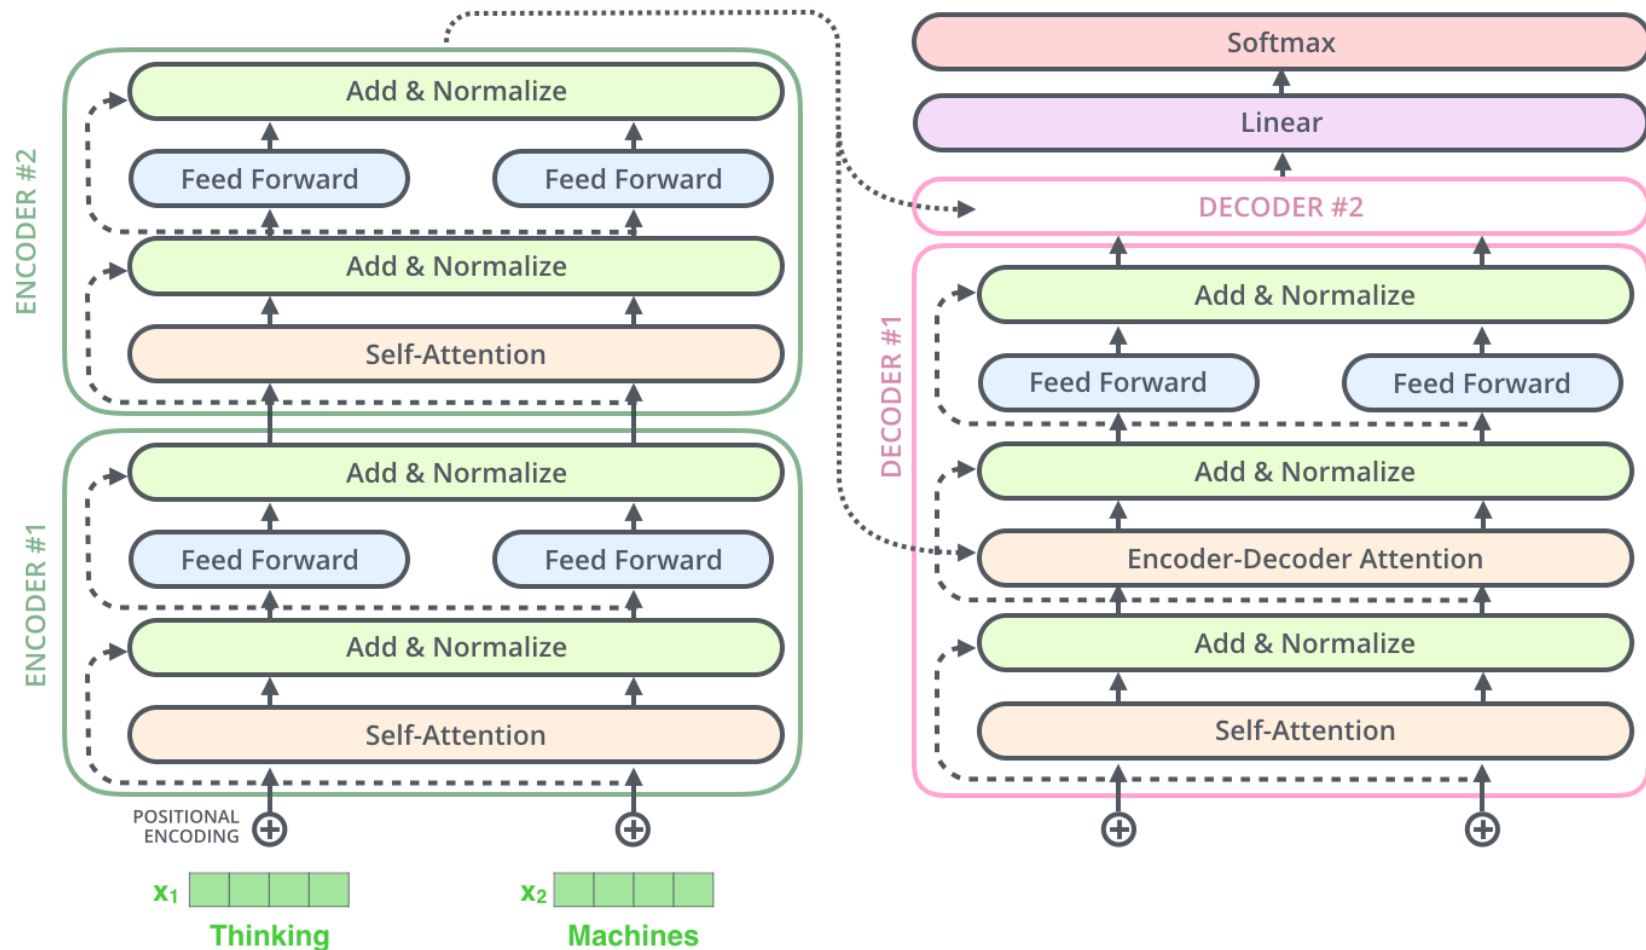 ENCODER #2
Add & Normalize
Feed Forward
Feed Forward
Add & Normalize
Self-Attention
ENCODER #1
Add & Normalize
Feed Forward
Feed Forward
Add & Normalize
Self-Attention
POSITIONAL
ENCODING
x₁
x₂
Thinking
Machines
Softmax
Linear
DECODER #2
DECODER #1
Add & Normalize
Feed Forward
Feed Forward
Add & Normalize
Encoder-Decoder Attention
Add & Normalize
Self-Attention